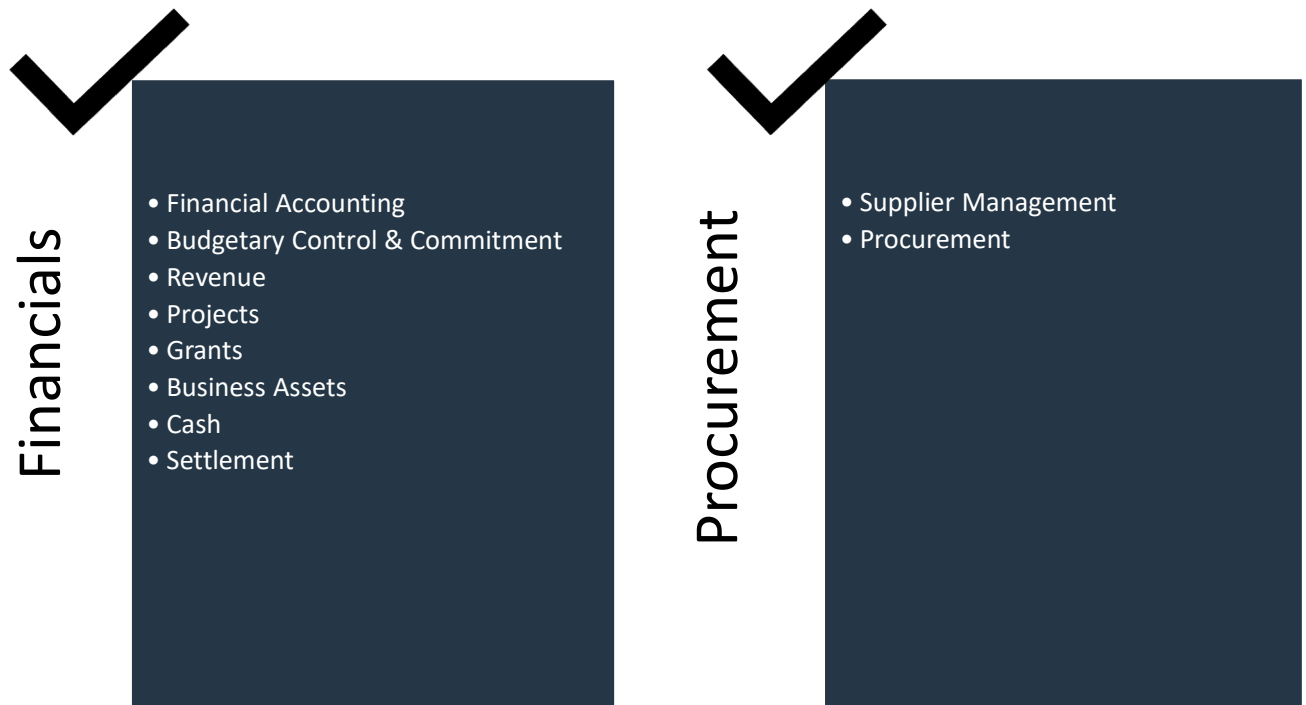 Financials
• Financial Accounting
• Budgetary Control & Commitment
• Revenue
• Projects
• Grants
• Business Assets
• Cash
• Settlement
Procurement
• Supplier Management
• Procurement